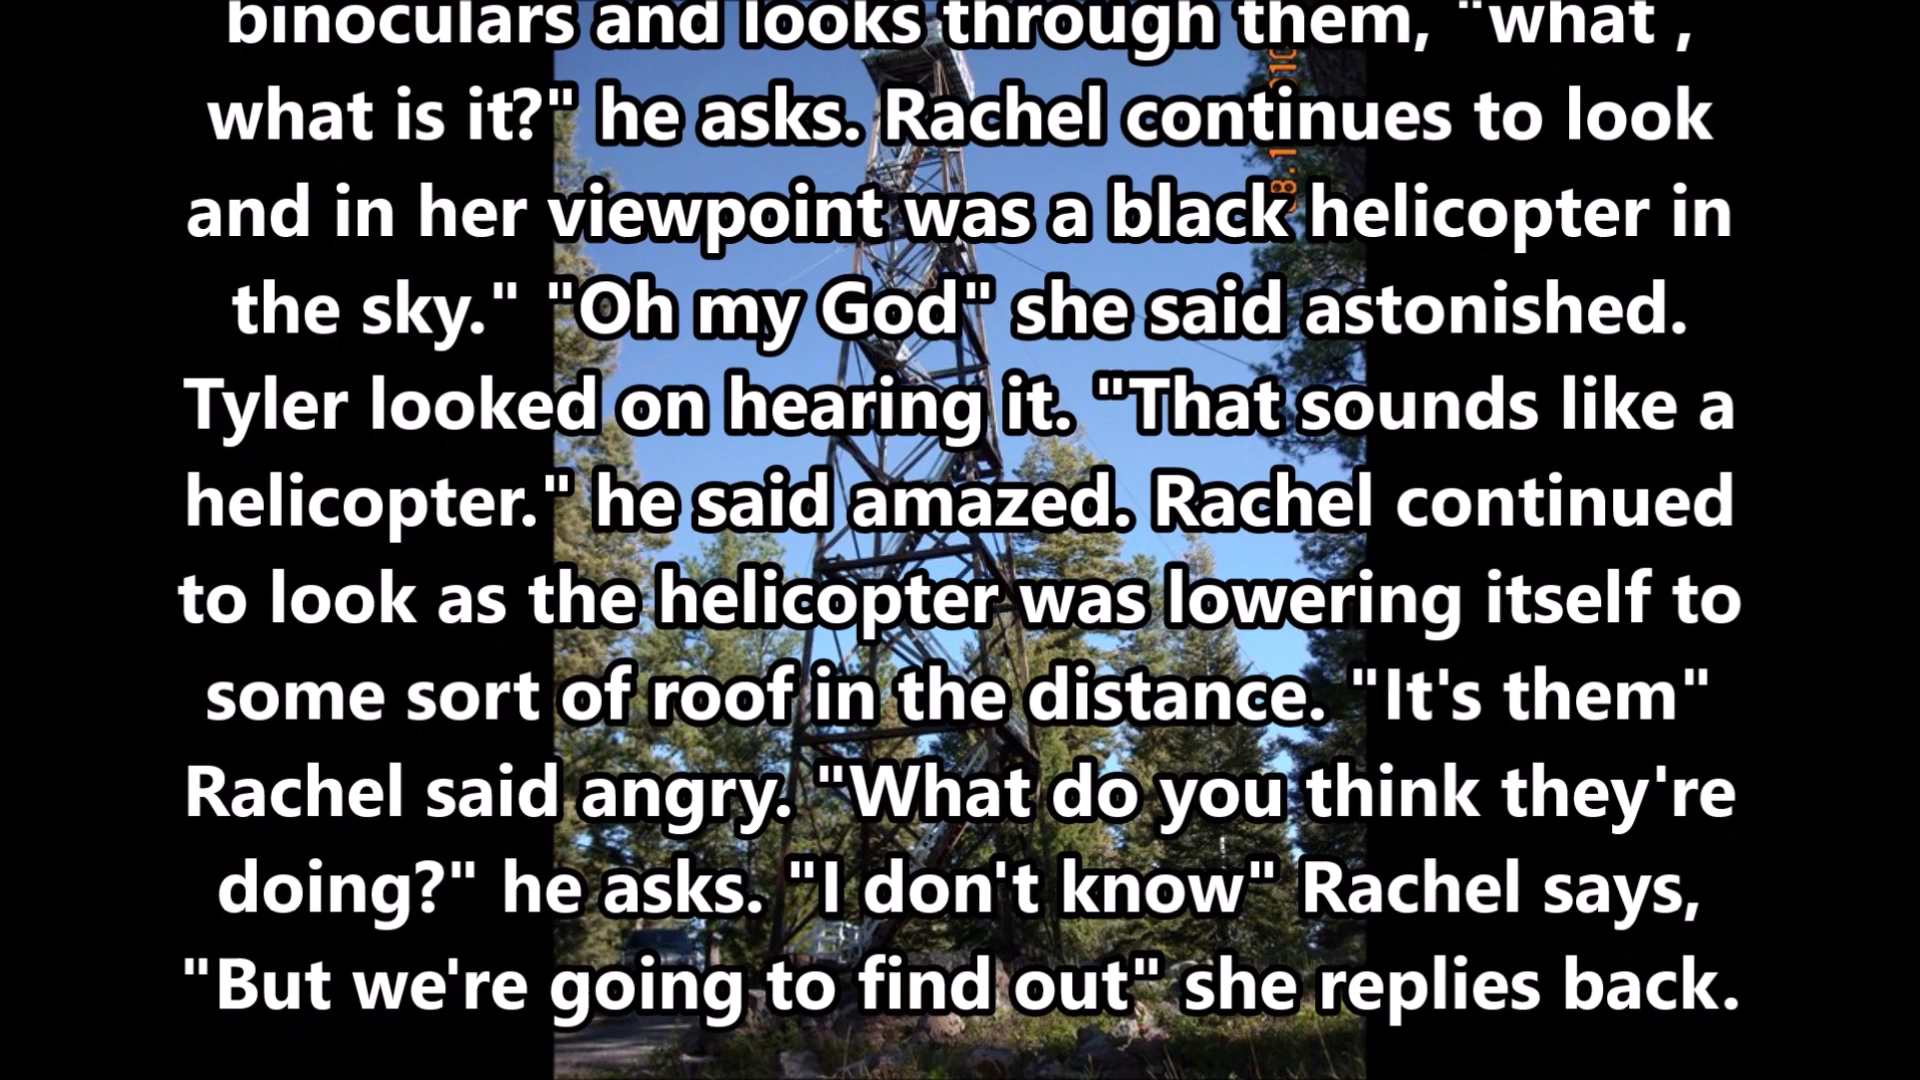 binoculars and looks through them, "what ,
what is it?" he asks. Rachel continues to look
and in her viewpoint was a black helicopter in
the sky." "Oh my God" she said astonished.
Tyler looked on hearing it. "That sounds like a
helicopter." he said amazed. Rachel continued
to look as the helicopter was lowering itself to
some sort of roof in the distance. "It's them"
Rachel said angry. "What do you think they're
doing?" he asks. "I don't know" Rachel says,
"But we're going to find out" she replies back.